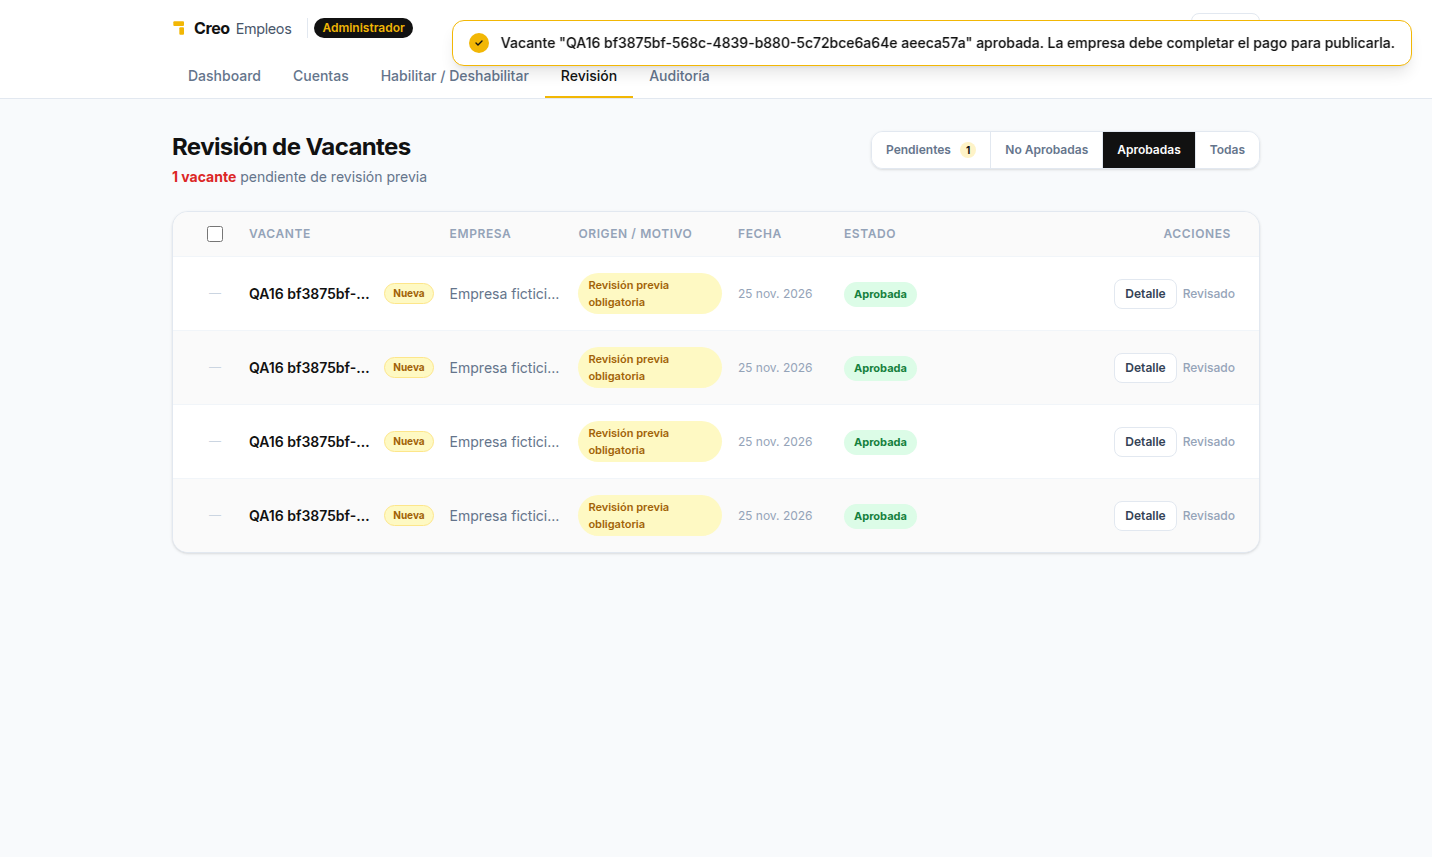 Creo Empleos
Administrador
Vacante "QA16 bf3875bf-568c-4839-b880-5c72bce6a64e aeeca57a" aprobada. La empresa debe completar el pago para publicarla.
Dashboard Cuentas Habilitar / Deshabilitar Revisión Auditoría
Revisión de Vacantes
1 vacante pendiente de revisión previa
Pendientes 1 No Aprobadas Aprobadas Todas
VACANTE EMPRESA ORIGEN / MOTIVO FECHA ESTADO ACCIONES
— QA16 bf3875bf-... Nueva Empresa fictici... Revisión previa obligatoria 25 nov. 2026 Aprobada Detalle Revisado
— QA16 bf3875bf-... Nueva Empresa fictici... Revisión previa obligatoria 25 nov. 2026 Aprobada Detalle Revisado
— QA16 bf3875bf-... Nueva Empresa fictici... Revisión previa obligatoria 25 nov. 2026 Aprobada Detalle Revisado
— QA16 bf3875bf-... Nueva Empresa fictici... Revisión previa obligatoria 25 nov. 2026 Aprobada Detalle Revisado